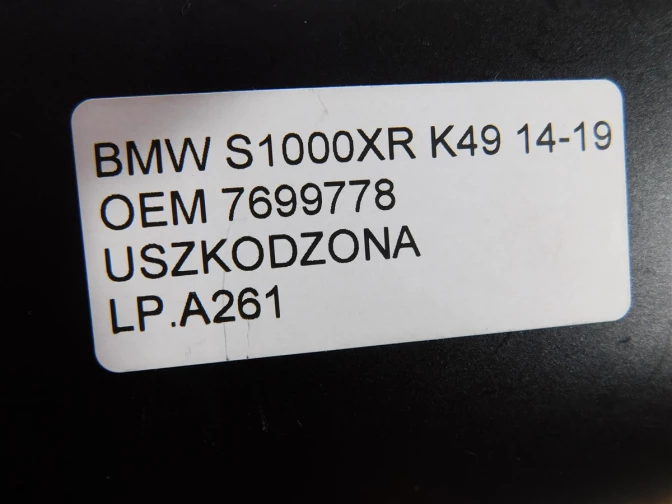 BMW S1000XR K49 14-19
OEM 7699778
USZKODZONA
LP.A261